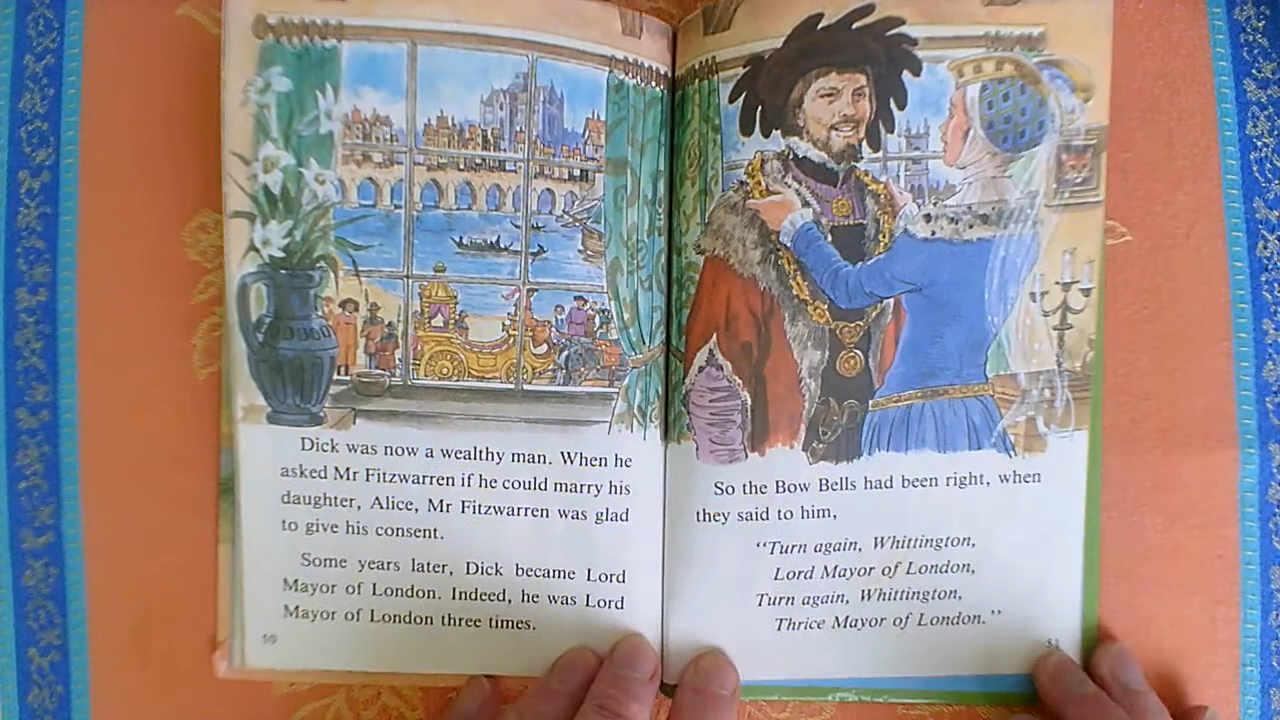 Dick was now a wealthy man. When he
asked Mr Fitzwarren if he could marry his
daughter, Alice, Mr Fitzwarren was glad
to give his consent.
Some years later, Dick became Lord
Mayor of London. Indeed, he was Lord
Mayor of London three times.
50
So the Bow Bells had been right, when
they said to him,
“Turn again, Whittington,
Lord Mayor of London,
Turn again, Whittington,
Thrice Mayor of London.”
51